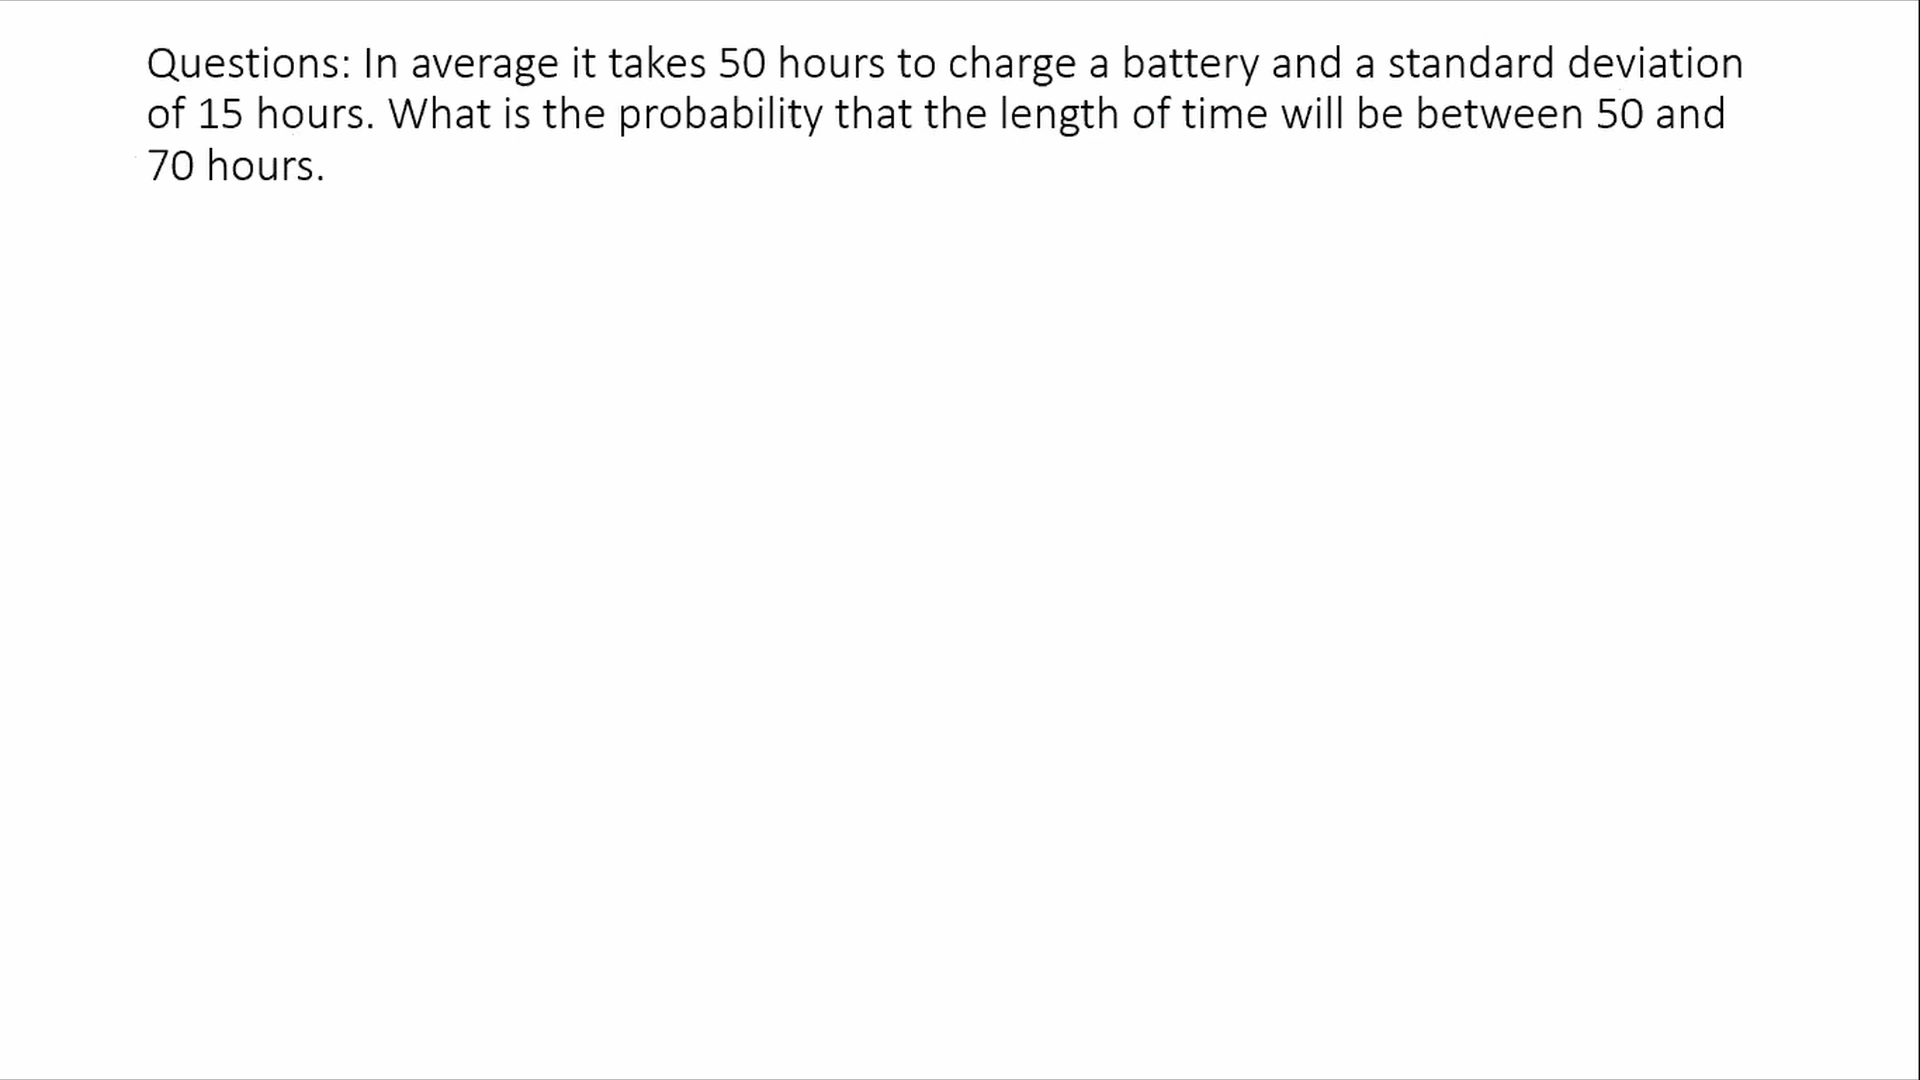 Questions: In average it takes 50 hours to charge a battery and a standard deviation
of 15 hours. What is the probability that the length of time will be between 50 and
70 hours.